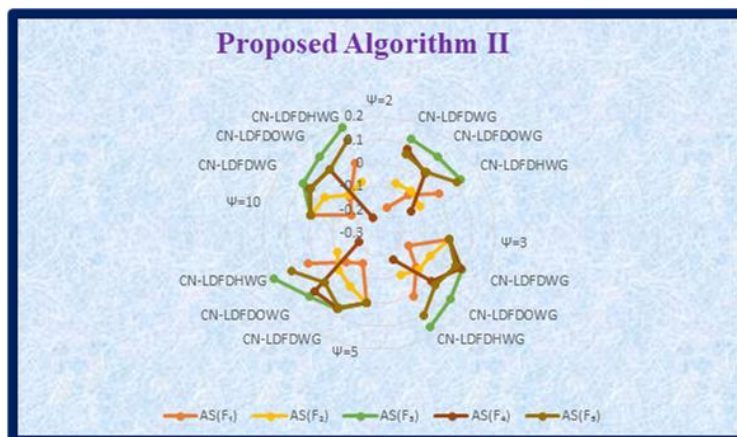 Proposed Algorithm II
Ψ=2
CN-LDFDHWG
CN-LDFDWG
CN-LDFDOWG
CN-LDFDOWG
CN-LDFDWG
CN-LDFDHWG
0.2
0.1
0
-0.1
-0.2
-0.3
Ψ=10
Ψ=3
CN-LDFDHWG
CN-LDFDWG
CN-LDFDOWG
CN-LDFDOWG
CN-LDFDWG
CN-LDFDHWG
Ψ=5
AS(F₁) AS(F₂) AS(F₃) AS(F₄) AS(F₅)